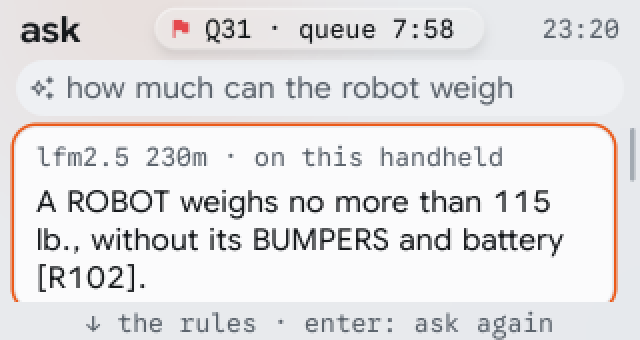 ask
Q31 · queue 7:58
23:20
how much can the robot weigh
lfm2.5 230m · on this handheld
A ROBOT weighs no more than 115
lb., without its BUMPERS and battery
[R102].
↓ the rules · enter: ask again